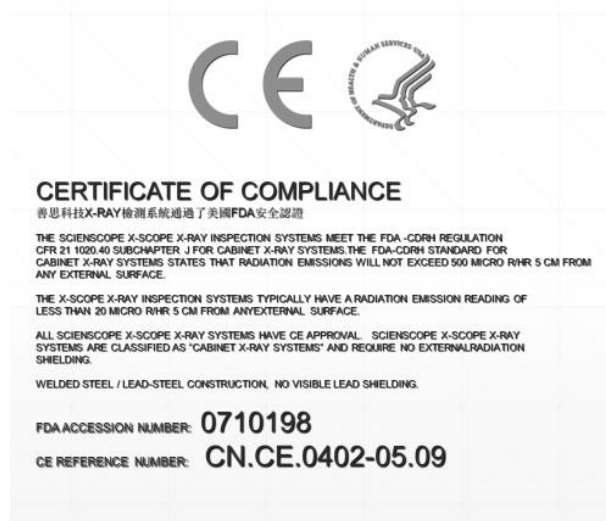 CE
DEPARTMENT OF HEALTH & HUMAN SERVICES·USA
CERTIFICATE OF COMPLIANCE
善思科技X-RAY檢測系統通過了美國FDA安全認證
THE SCIENSCOPE X-SCOPE X-RAY INSPECTION SYSTEMS MEET THE FDA -CDRH REGULATION
CFR 21 1020.40 SUBCHAPTER J FOR CABINET X-RAY SYSTEMS.THE FDA-CDRH STANDARD FOR
CABINET X-RAY SYSTEMS STATES THAT RADIATION EMISSIONS WILL NOT EXCEED 500 MICRO R/HR 5 CM FROM
ANY EXTERNAL SURFACE.
THE X-SCOPE X-RAY INSPECTION SYSTEMS TYPICALLY HAVE A RADIATION EMISSION READING OF
LESS THAN 20 MICRO R/HR 5 CM FROM ANYEXTERNAL SURFACE.
ALL SCIENSCOPE X-SCOPE X-RAY SYSTEMS HAVE CE APPROVAL. SCIENSCOPE X-SCOPE X-RAY
SYSTEMS ARE CLASSIFIED AS "CABINET X-RAY SYSTEMS" AND REQUIRE NO EXTERNALRADIATION
SHIELDING.
WELDED STEEL / LEAD-STEEL CONSTRUCTION, NO VISIBLE LEAD SHIELDING.
FDA ACCESSION NUMBER: 0710198
CE REFERENCE NUMBER: CN.CE.0402-05.09